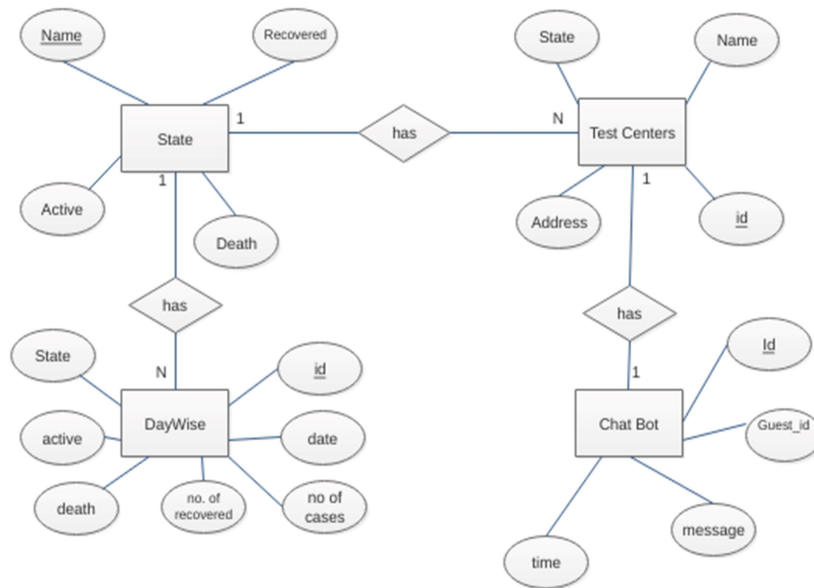 Name
Recovered
State
Name
State
1
has
N
Test Centers
Active
1
Death
Address
1
id
has
has
State
N
id
1
Id
active
DayWise
date
Chat Bot
Guest_id
death
no. of
recovered
no of
cases
message
time